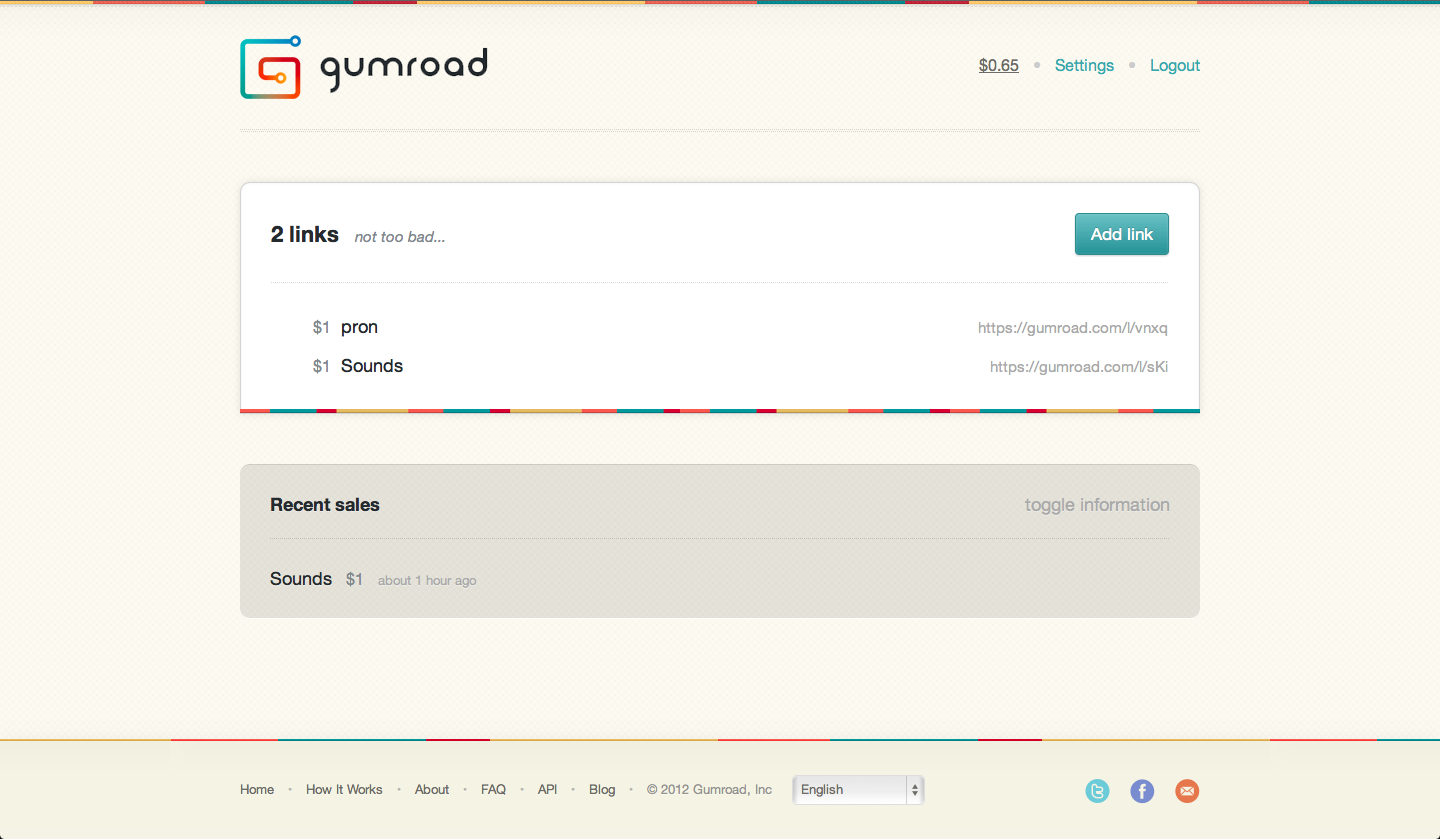 gumroad
$0.65 • Settings • Logout
2 links not too bad... Add link
$1 pron https://gumroad.com/l/vnxq
$1 Sounds https://gumroad.com/l/sKi
Recent sales toggle information
Sounds $1 about 1 hour ago
Home • How It Works • About • FAQ • API • Blog • © 2012 Gumroad, Inc English